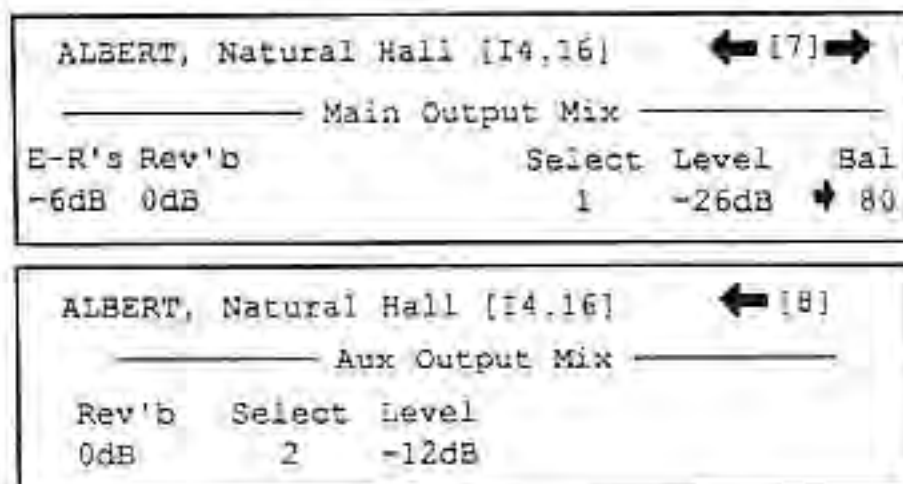 ALBERT, Natural Hall [I4.16] ⬅ [7] ➡
Main Output Mix
E-R's Rev'b Select Level Bal
-6dB 0dB 1 -26dB ➧ 80
ALBERT, Natural Hall [I4.16] ⬅ [8]
Aux Output Mix
Rev'b Select Level
0dB 2 -12dB